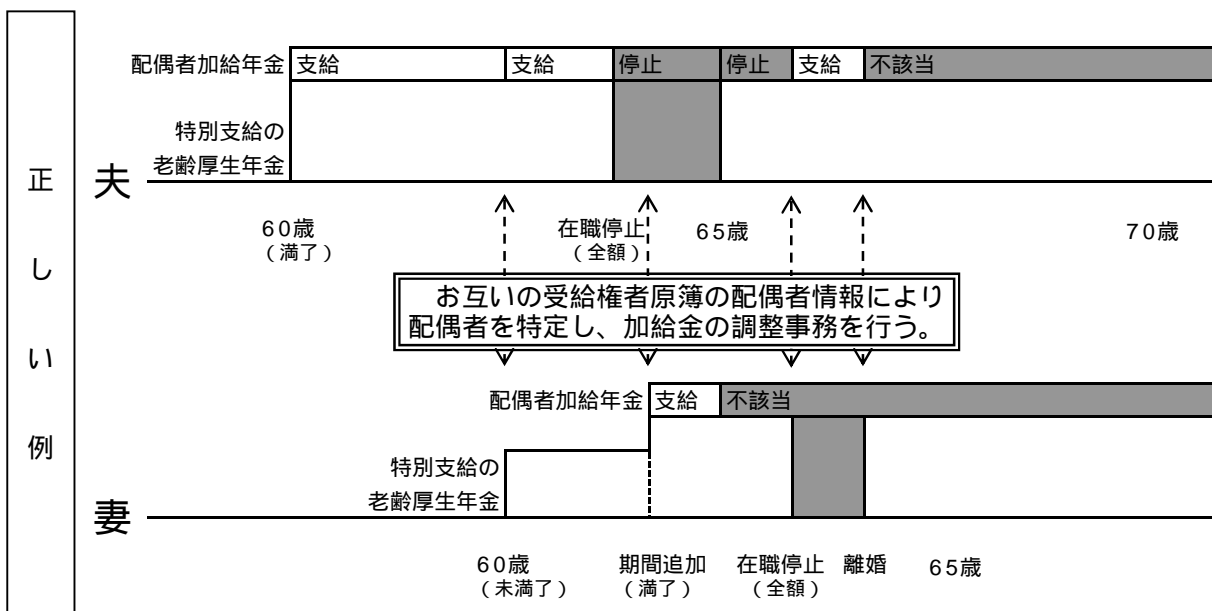 正しい例
配偶者加給年金 支給 支給 停止 停止 支給 不該当
特別支給の
老齢厚生年金
夫
60歳
(満了)
在職停止
(全額)
65歳
70歳
お互いの受給権者原簿の配偶者情報により
配偶者を特定し、加給金の調整事務を行う。
配偶者加給年金 支給 不該当
特別支給の
老齢厚生年金
妻
60歳
(未満了)
期間追加
(満了)
在職停止
(全額)
離婚
65歳